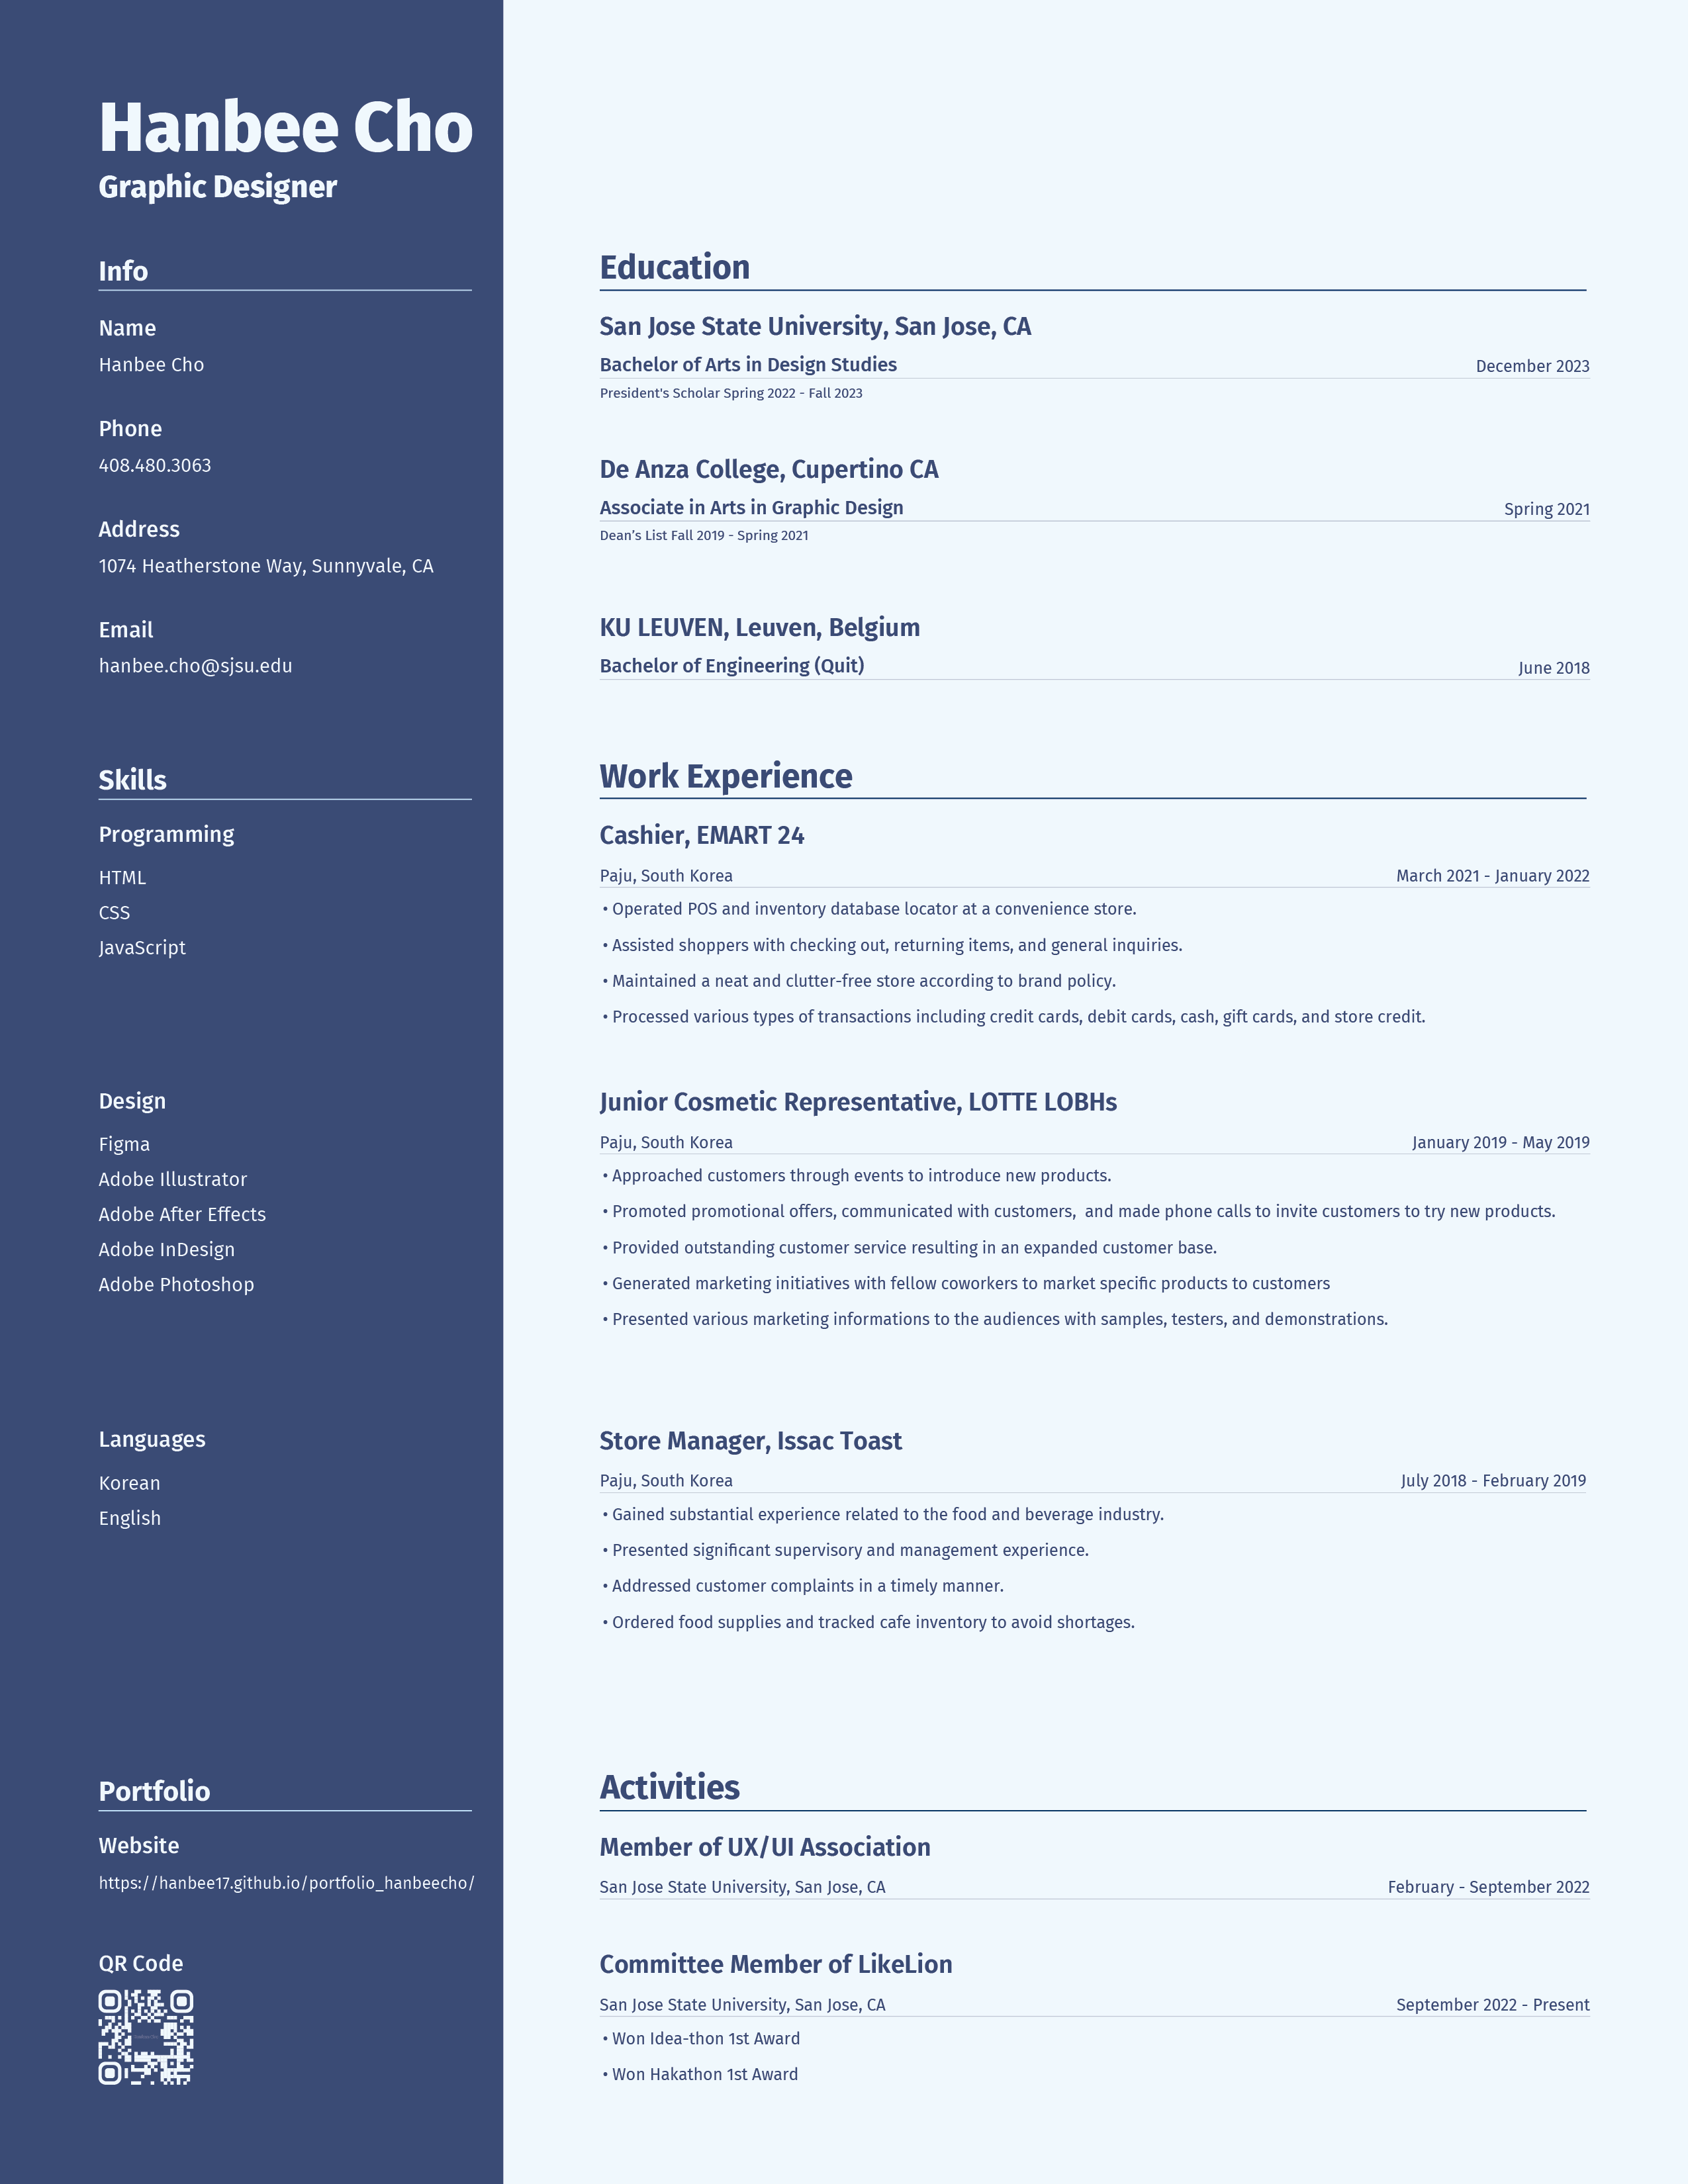 Hanbee Cho
Graphic Designer
Info
Name
Hanbee Cho
Phone
408.480.3063
Address
1074 Heatherstone Way, Sunnyvale, CA
Email
hanbee.cho@sjsu.edu
Skills
Programming
HTML
CSS
JavaScript
Design
Figma
Adobe Illustrator
Adobe After Effects
Adobe InDesign
Adobe Photoshop
Languages
Korean
English
Portfolio
Website
https://hanbee17.github.io/portfolio_hanbeecho/
QR Code
Education
San Jose State University, San Jose, CA
Bachelor of Arts in Design Studies December 2023
President's Scholar Spring 2022 - Fall 2023
De Anza College, Cupertino CA
Associate in Arts in Graphic Design Spring 2021
Dean’s List Fall 2019 - Spring 2021
KU LEUVEN, Leuven, Belgium
Bachelor of Engineering (Quit) June 2018
Work Experience
Cashier, EMART 24
Paju, South Korea March 2021 - January 2022
• Operated POS and inventory database locator at a convenience store.
• Assisted shoppers with checking out, returning items, and general inquiries.
• Maintained a neat and clutter-free store according to brand policy.
• Processed various types of transactions including credit cards, debit cards, cash, gift cards, and store credit.
Junior Cosmetic Representative, LOTTE LOBHs
Paju, South Korea January 2019 - May 2019
• Approached customers through events to introduce new products.
• Promoted promotional offers, communicated with customers,  and made phone calls to invite customers to try new products.
• Provided outstanding customer service resulting in an expanded customer base.
• Generated marketing initiatives with fellow coworkers to market specific products to customers
• Presented various marketing informations to the audiences with samples, testers, and demonstrations.
Store Manager, Issac Toast
Paju, South Korea July 2018 - February 2019
• Gained substantial experience related to the food and beverage industry.
• Presented significant supervisory and management experience.
• Addressed customer complaints in a timely manner.
• Ordered food supplies and tracked cafe inventory to avoid shortages.
Activities
Member of UX/UI Association
San Jose State University, San Jose, CA February - September 2022
Committee Member of LikeLion
San Jose State University, San Jose, CA September 2022 - Present
• Won Idea-thon 1st Award
• Won Hakathon 1st Award